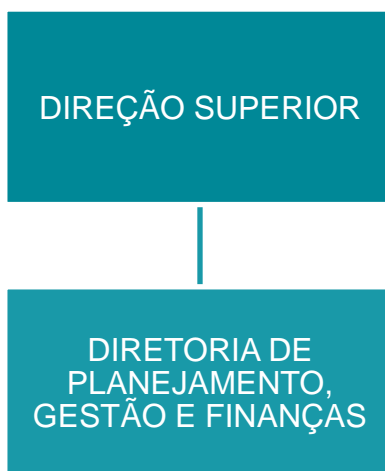 DIREÇÃO SUPERIOR
DIRETORIA DE
PLANEJAMENTO,
GESTÃO E FINANÇAS